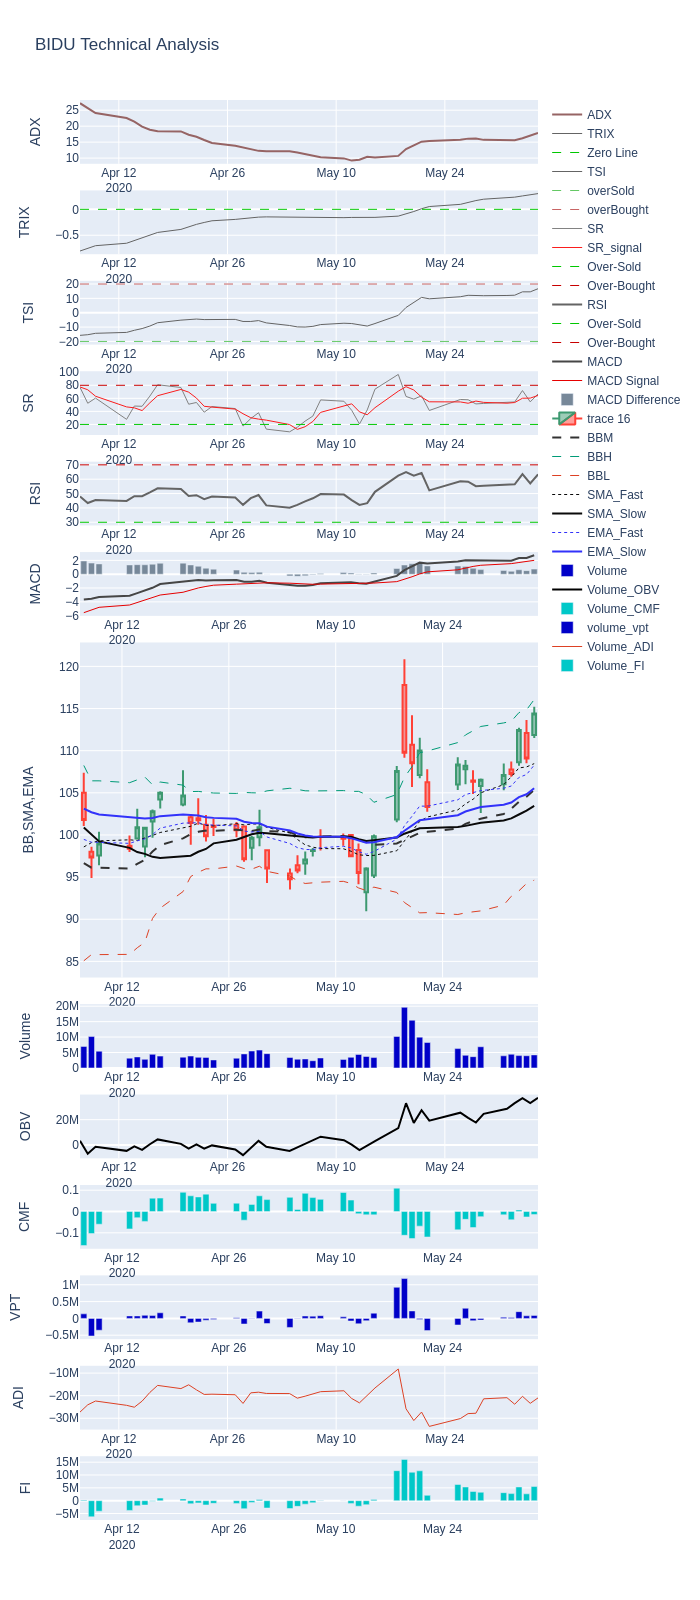 BIDU Technical Analysis
ADX
25
20
15
10
Apr 12
2020
Apr 26
May 10
May 24
TRIX
0
−0.5
Apr 12
2020
Apr 26
May 10
May 24
TSI
20
10
0
−10
−20
Apr 12
2020
Apr 26
May 10
May 24
SR
100
80
60
40
20
Apr 12
2020
Apr 26
May 10
May 24
RSI
70
60
50
40
30
Apr 12
2020
Apr 26
May 10
May 24
MACD
2
0
−2
−4
−6
Apr 12
2020
Apr 26
May 10
May 24
BB,SMA,EMA
120
115
110
105
100
95
90
85
Apr 12
2020
Apr 26
May 10
May 24
Volume
20M
15M
10M
5M
0
Apr 12
2020
Apr 26
May 10
May 24
OBV
20M
0
Apr 12
2020
Apr 26
May 10
May 24
CMF
0.1
0
−0.1
Apr 12
2020
Apr 26
May 10
May 24
VPT
1M
0.5M
0
−0.5M
Apr 12
2020
Apr 26
May 10
May 24
ADI
−10M
−20M
−30M
Apr 12
2020
Apr 26
May 10
May 24
FI
15M
10M
5M
0
−5M
Apr 12
2020
Apr 26
May 10
May 24
ADX
TRIX
Zero Line
TSI
overSold
overBought
SR
SR_signal
Over-Sold
Over-Bought
RSI
Over-Sold
Over-Bought
MACD
MACD Signal
MACD Difference
trace 16
BBM
BBH
BBL
SMA_Fast
SMA_Slow
EMA_Fast
EMA_Slow
Volume
Volume_OBV
Volume_CMF
volume_vpt
Volume_ADI
Volume_FI